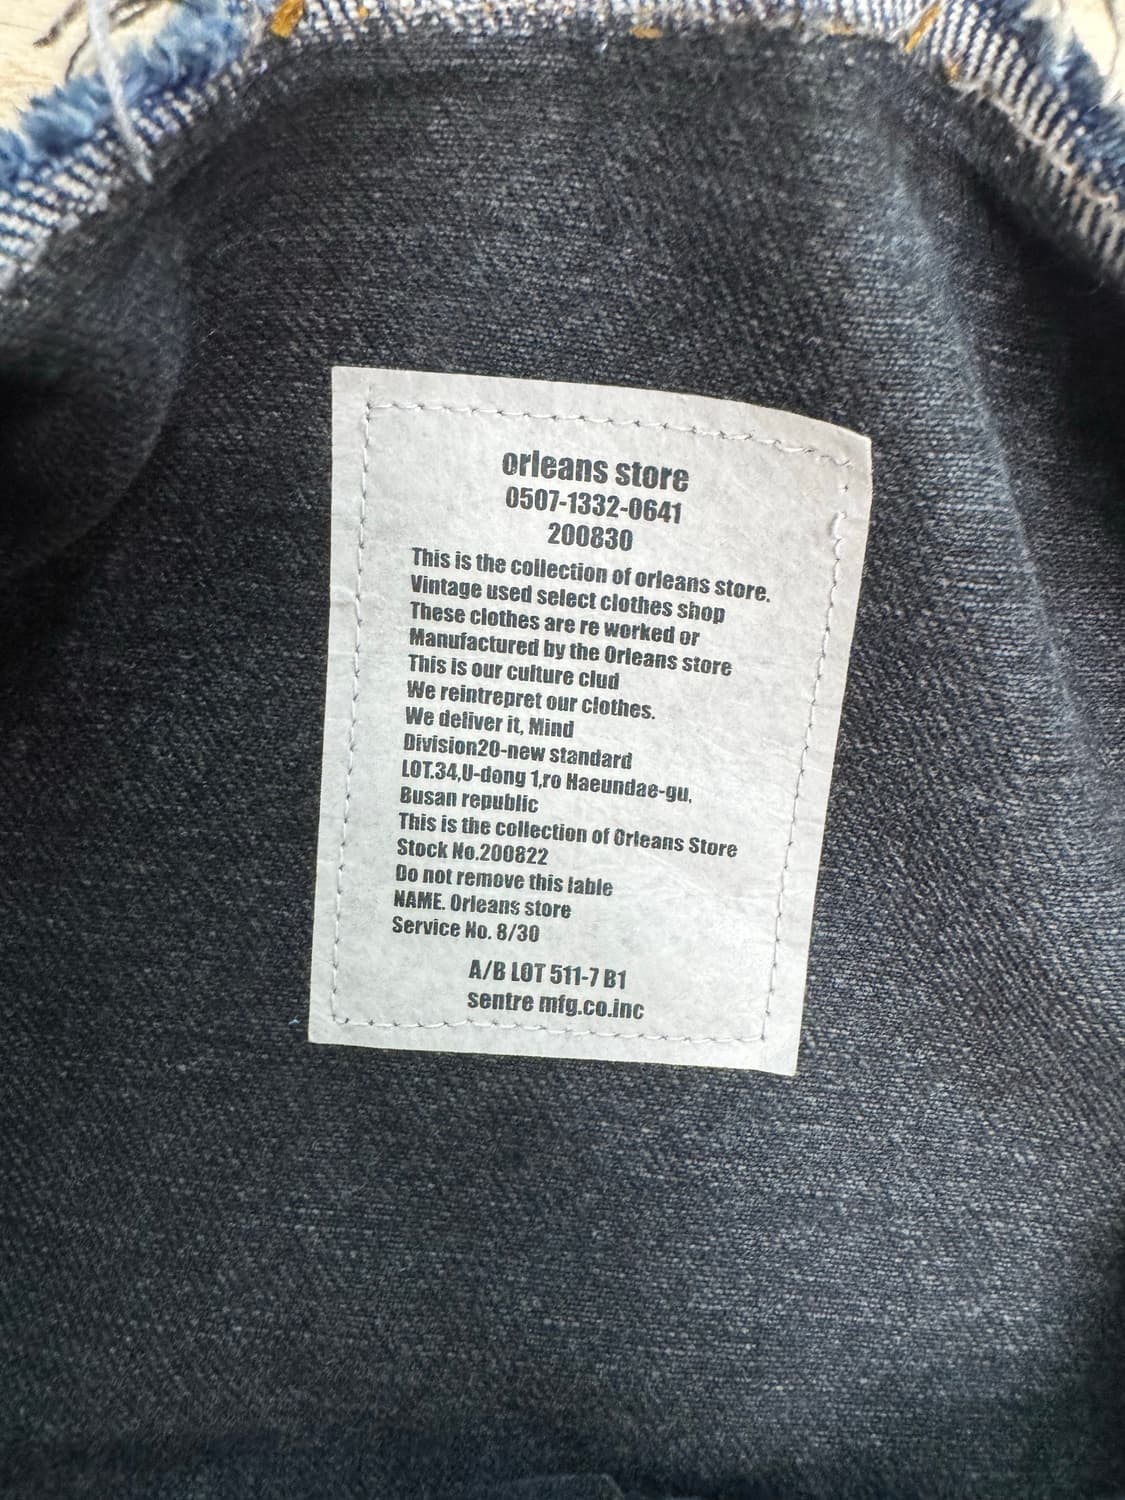 orleans store
0507-1332-0641
200830
This is the collection of orleans store.
Vintage used select clothes shop
These clothes are re worked or
Manufactured by the Orleans store
This is our culture clud
We reintrepret our clothes.
We deliver it, Mind
Division20-new standard
LOT.34,U-dong 1,ro Haeundae-gu,
Busan republic
This is the collection of Orleans Store
Stock No.200822
Do not remove this lable
NAME. Orleans store
Service No. 8/30
A/B LOT 511-7 B1
sentre mfg.co.inc